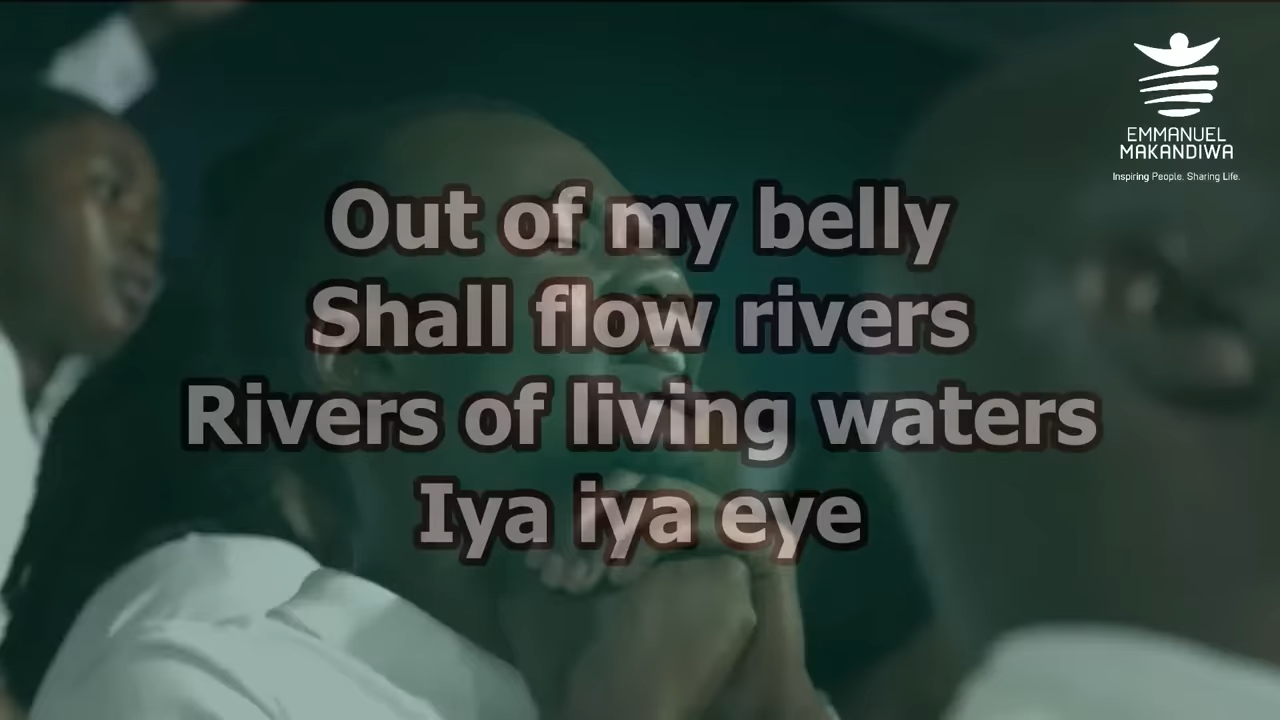 EMMANUEL
MAKANDIWA
Inspiring People. Sharing Life.
Out of my belly
Shall flow rivers
Rivers of living waters
Iya iya eye